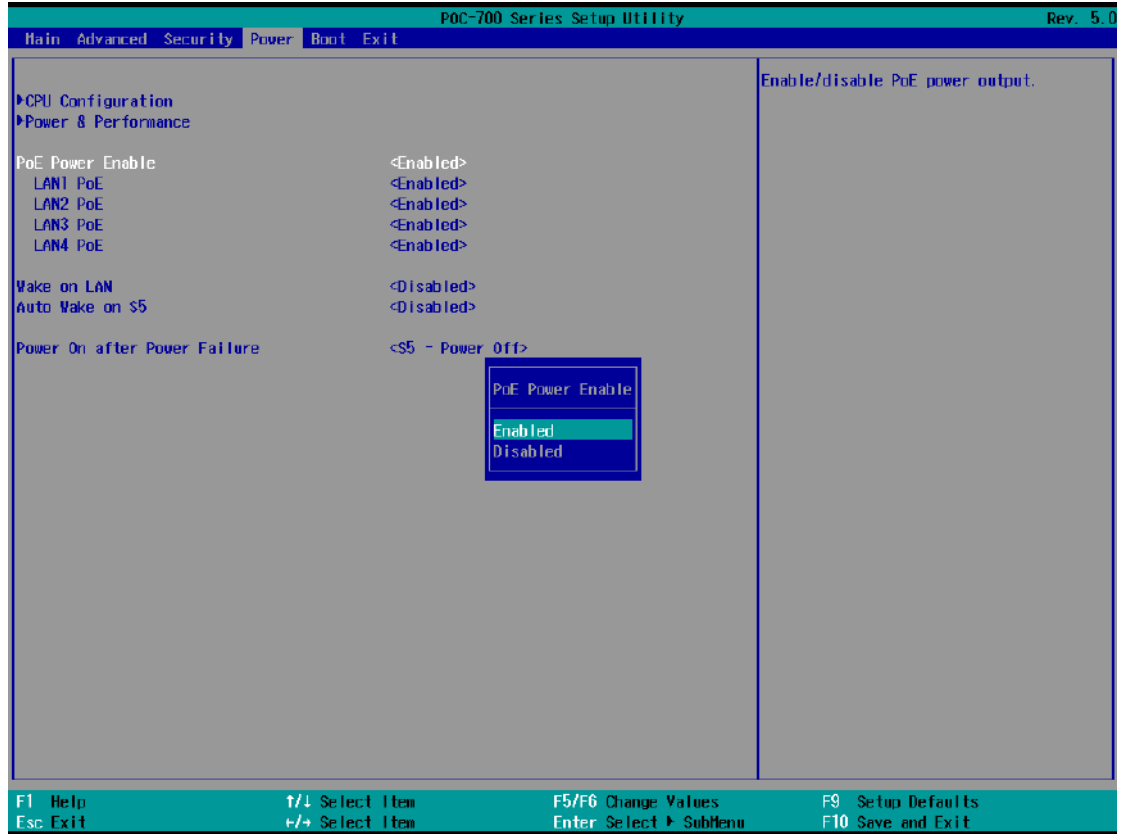 POC-700 Series Setup Utility Rev. 5.0
Main Advanced Security Power Boot Exit
Enable/disable PoE power output.
▶CPU Configuration
▶Power & Performance
PoE Power Enable <Enabled>
LAN1 PoE <Enabled>
LAN2 PoE <Enabled>
LAN3 PoE <Enabled>
LAN4 PoE <Enabled>
Wake on LAN <Disabled>
Auto Wake on S5 <Disabled>
Power On after Power Failure <S5 - Power Off>
PoE Power Enable
Enabled
Disabled
F1 Help ↑/↓ Select Item F5/F6 Change Values F9 Setup Defaults
Esc Exit ←/→ Select Item Enter Select ▶ SubMenu F10 Save and Exit